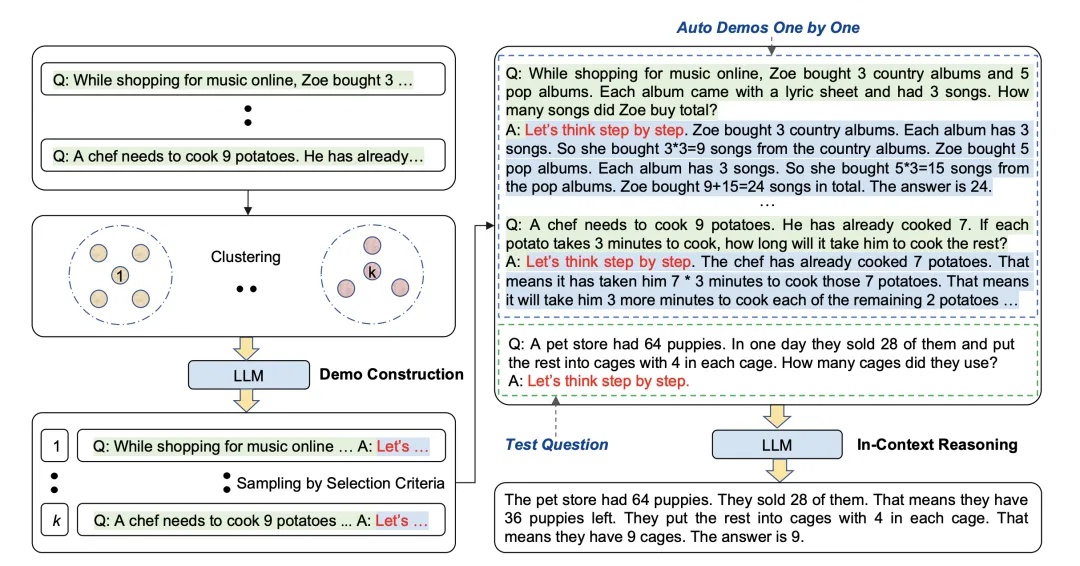 Q: While shopping for music online, Zoe bought 3 …
Q: A chef needs to cook 9 potatoes. He has already…
Clustering
1
k
LLM
Demo Construction
1
Q: While shopping for music online … A: Let's …
Sampling by Selection Criteria
k
Q: A chef needs to cook 9 potatoes ... A: Let's …
Auto Demos One by One
Q: While shopping for music online, Zoe bought 3 country albums and 5
pop albums. Each album came with a lyric sheet and had 3 songs. How
many songs did Zoe buy total?
A: Let's think step by step. Zoe bought 3 country albums. Each album has 3
songs. So she bought 3*3=9 songs from the country albums. Zoe bought 5
pop albums. Each album has 3 songs. So she bought 5*3=15 songs from
the pop albums. Zoe bought 9+15=24 songs in total. The answer is 24.
…
Q: A chef needs to cook 9 potatoes. He has already cooked 7. If each
potato takes 3 minutes to cook, how long will it take him to cook the rest?
A: Let's think step by step. The chef has already cooked 7 potatoes. That
means it has taken him 7 * 3 minutes to cook those 7 potatoes. That means
it will take him 3 more minutes to cook each of the remaining 2 potatoes …
Q: A pet store had 64 puppies. In one day they sold 28 of them and put
the rest into cages with 4 in each cage. How many cages did they use?
A: Let's think step by step.
Test Question
LLM
In-Context Reasoning
The pet store had 64 puppies. They sold 28 of them. That means they have
36 puppies left. They put the rest into cages with 4 in each cage. That
means they have 9 cages. The answer is 9.